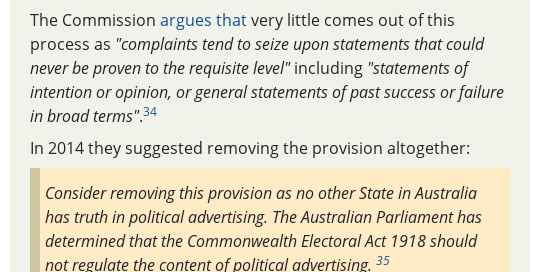 The Commission argues that very little comes out of this
process as "complaints tend to seize upon statements that could
never be proven to the requisite level" including "statements of
intention or opinion, or general statements of past success or failure
in broad terms".34
In 2014 they suggested removing the provision altogether:
Consider removing this provision as no other State in Australia
has truth in political advertising. The Australian Parliament has
determined that the Commonwealth Electoral Act 1918 should
not regulate the content of political advertising. 35